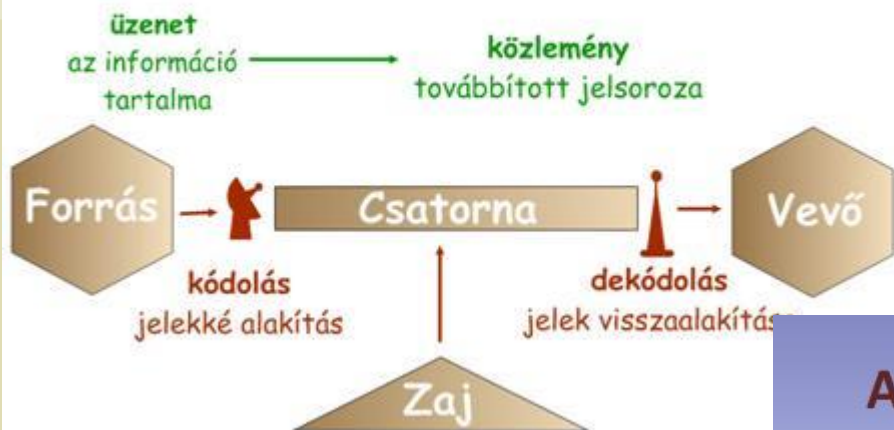 üzenet
az információ
tartalma
közlemény
továbbított jelsoroza
Forrás
Csatorna
Vevő
kódolás
jelekké alakítás
dekódolás
jelek visszaalakítás
Zaj
A